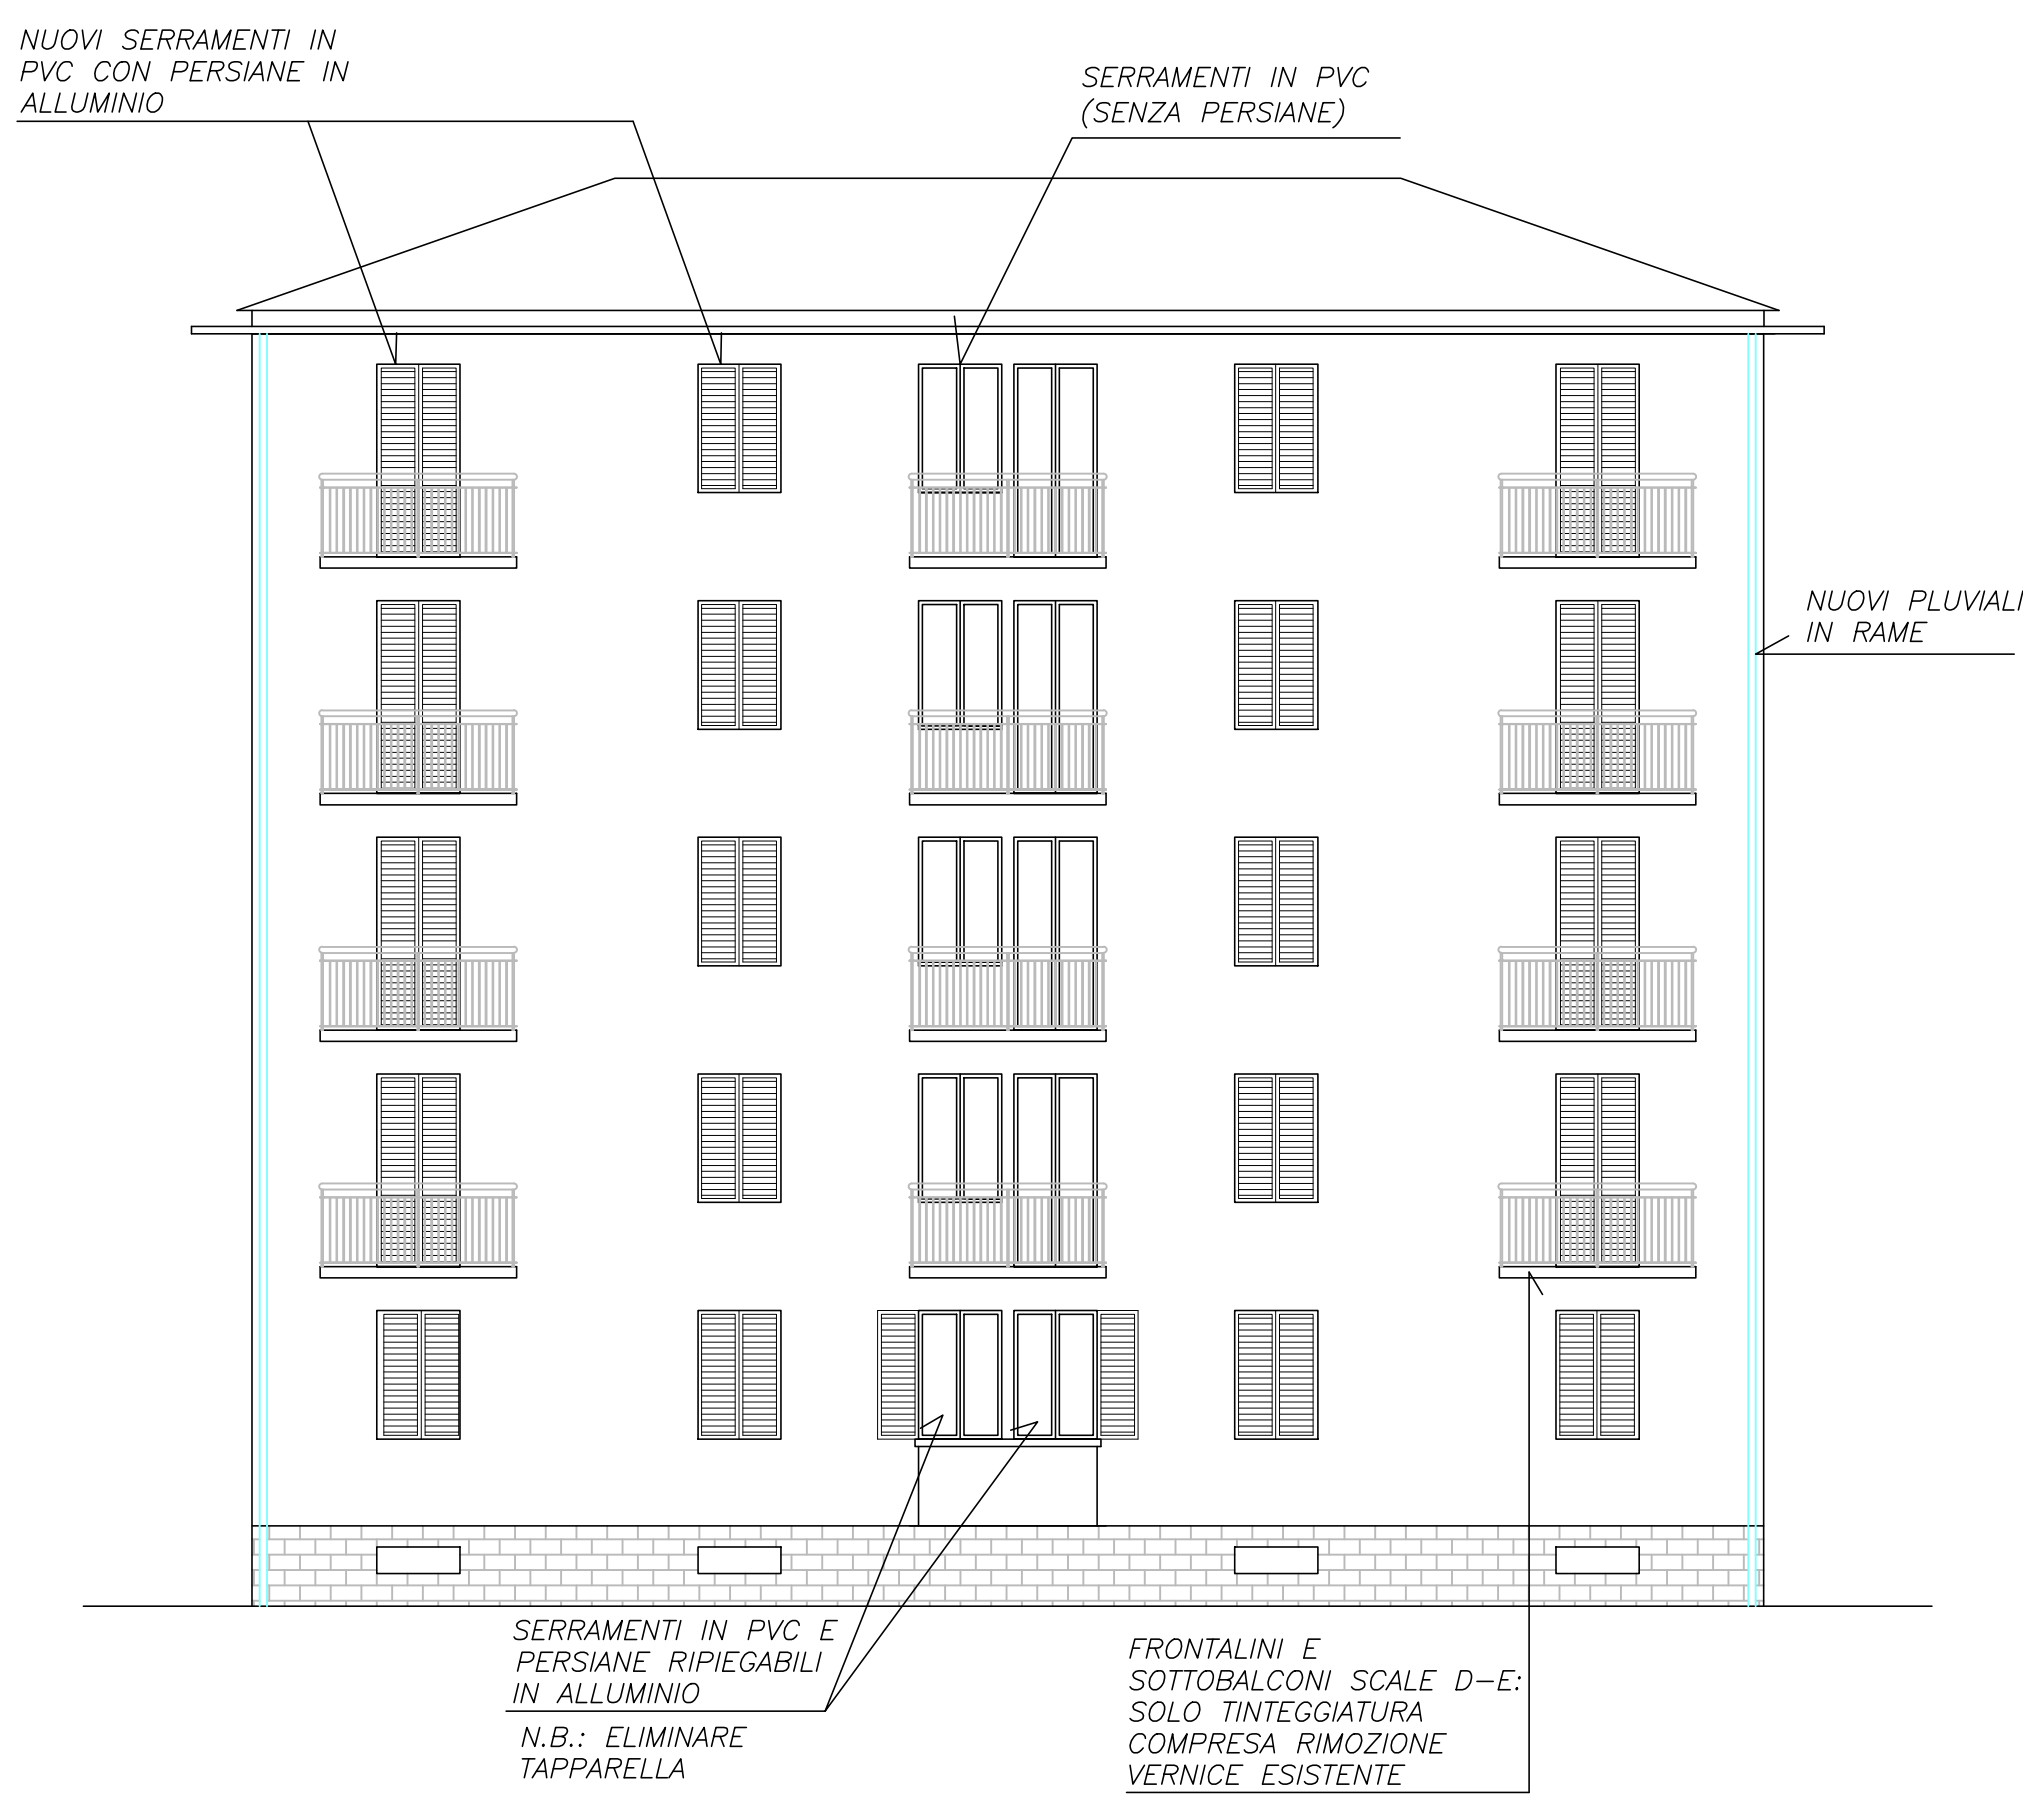 NUOVI SERRAMENTI IN
PVC CON PERSIANE IN
ALLUMINIO
SERRAMENTI IN PVC
(SENZA PERSIANE)
NUOVI PLUVIALI
IN RAME
SERRAMENTI IN PVC E
PERSIANE RIPIEGABILI
IN ALLUMINIO
N.B.: ELIMINARE
TAPPARELLA
FRONTALINI E
SOTTOBALCONI SCALE D-E:
SOLO TINTEGGIATURA
COMPRESA RIMOZIONE
VERNICE ESISTENTE